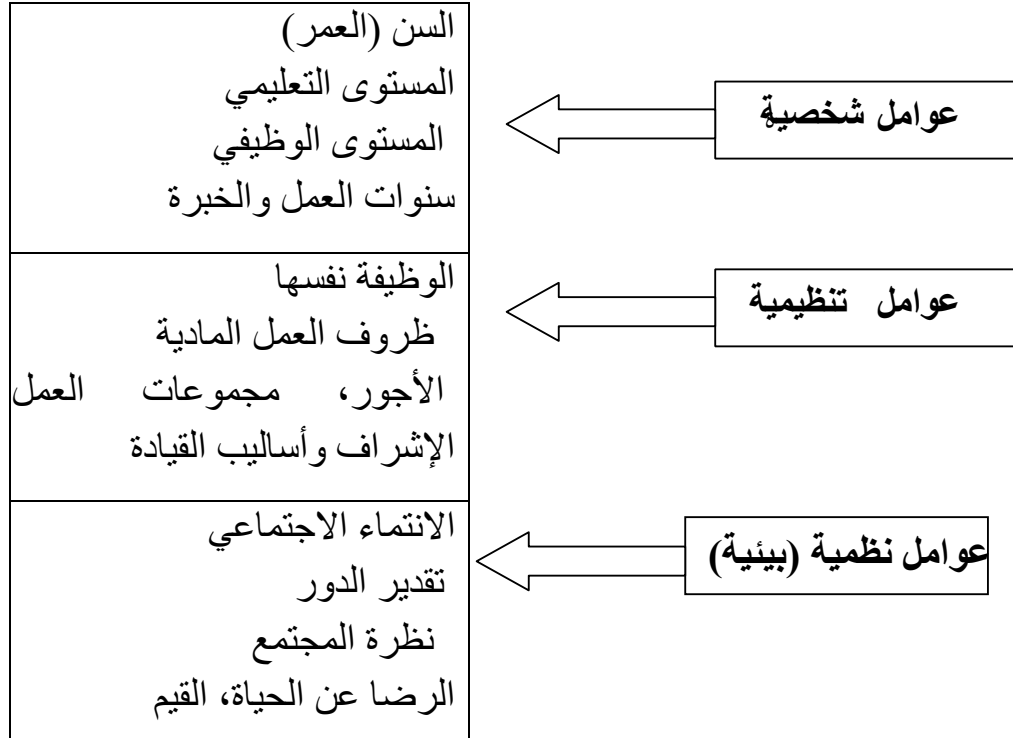 عوامل شخصية
السن (العمر)
المستوى التعليمي
المستوى الوظيفي
سنوات العمل والخبرة
عوامل تنظيمية
الوظيفة نفسها
ظروف العمل المادية
الأجور، مجموعات العمل
الإشراف وأساليب القيادة
عوامل نظمية (بيئية)
الانتماء الاجتماعي
تقدير الدور
نظرة المجتمع
الرضا عن الحياة، القيم